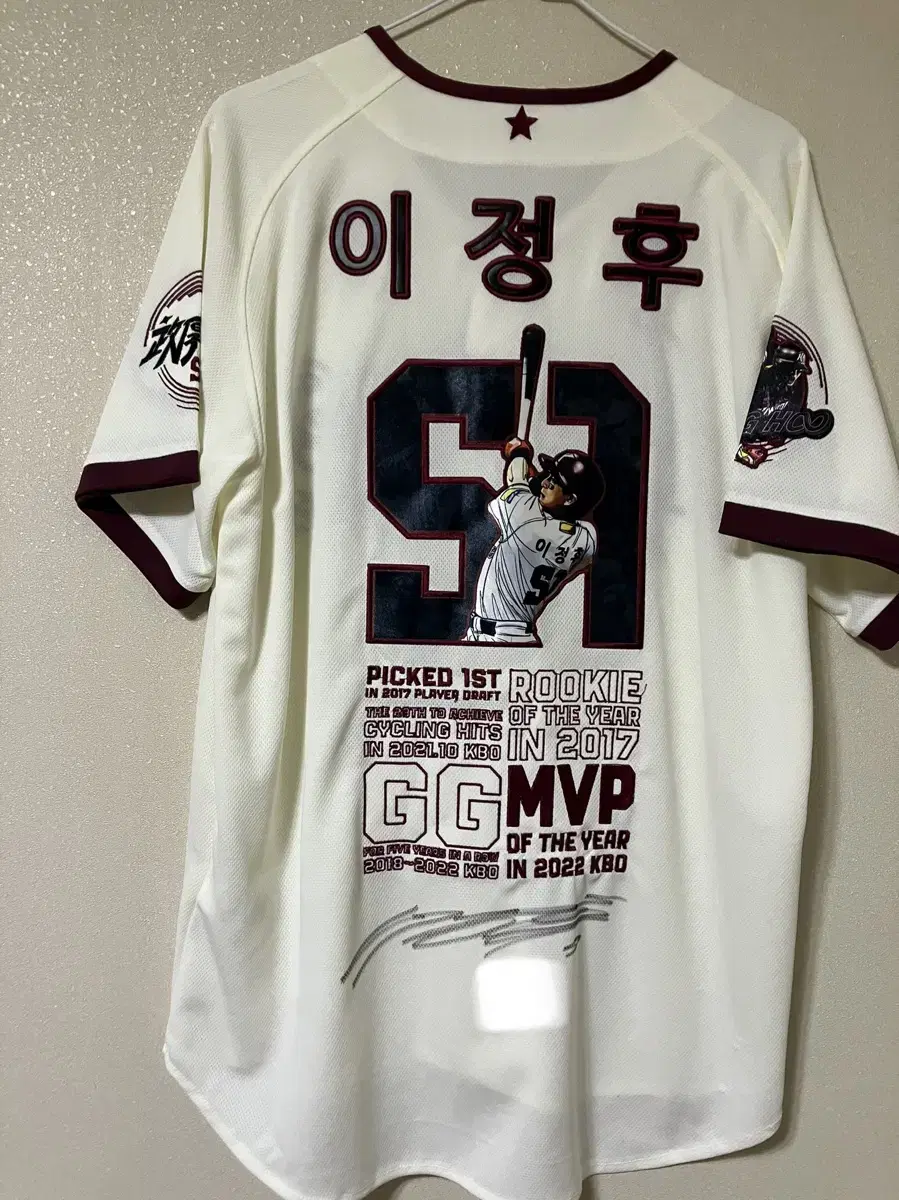 이정후
51
이정후
51
PICKED 1ST
IN 2017 PLAYER DRAFT
THE 29TH TO ACHIEVE
CYCLING HITS
IN 2021.10 KBO
GG
FOR FIVE YEARS IN A ROW
2018~2022 KBO
ROOKIE
OF THE YEAR
IN 2017
MVP
OF THE YEAR
IN 2022 KBO
HOO